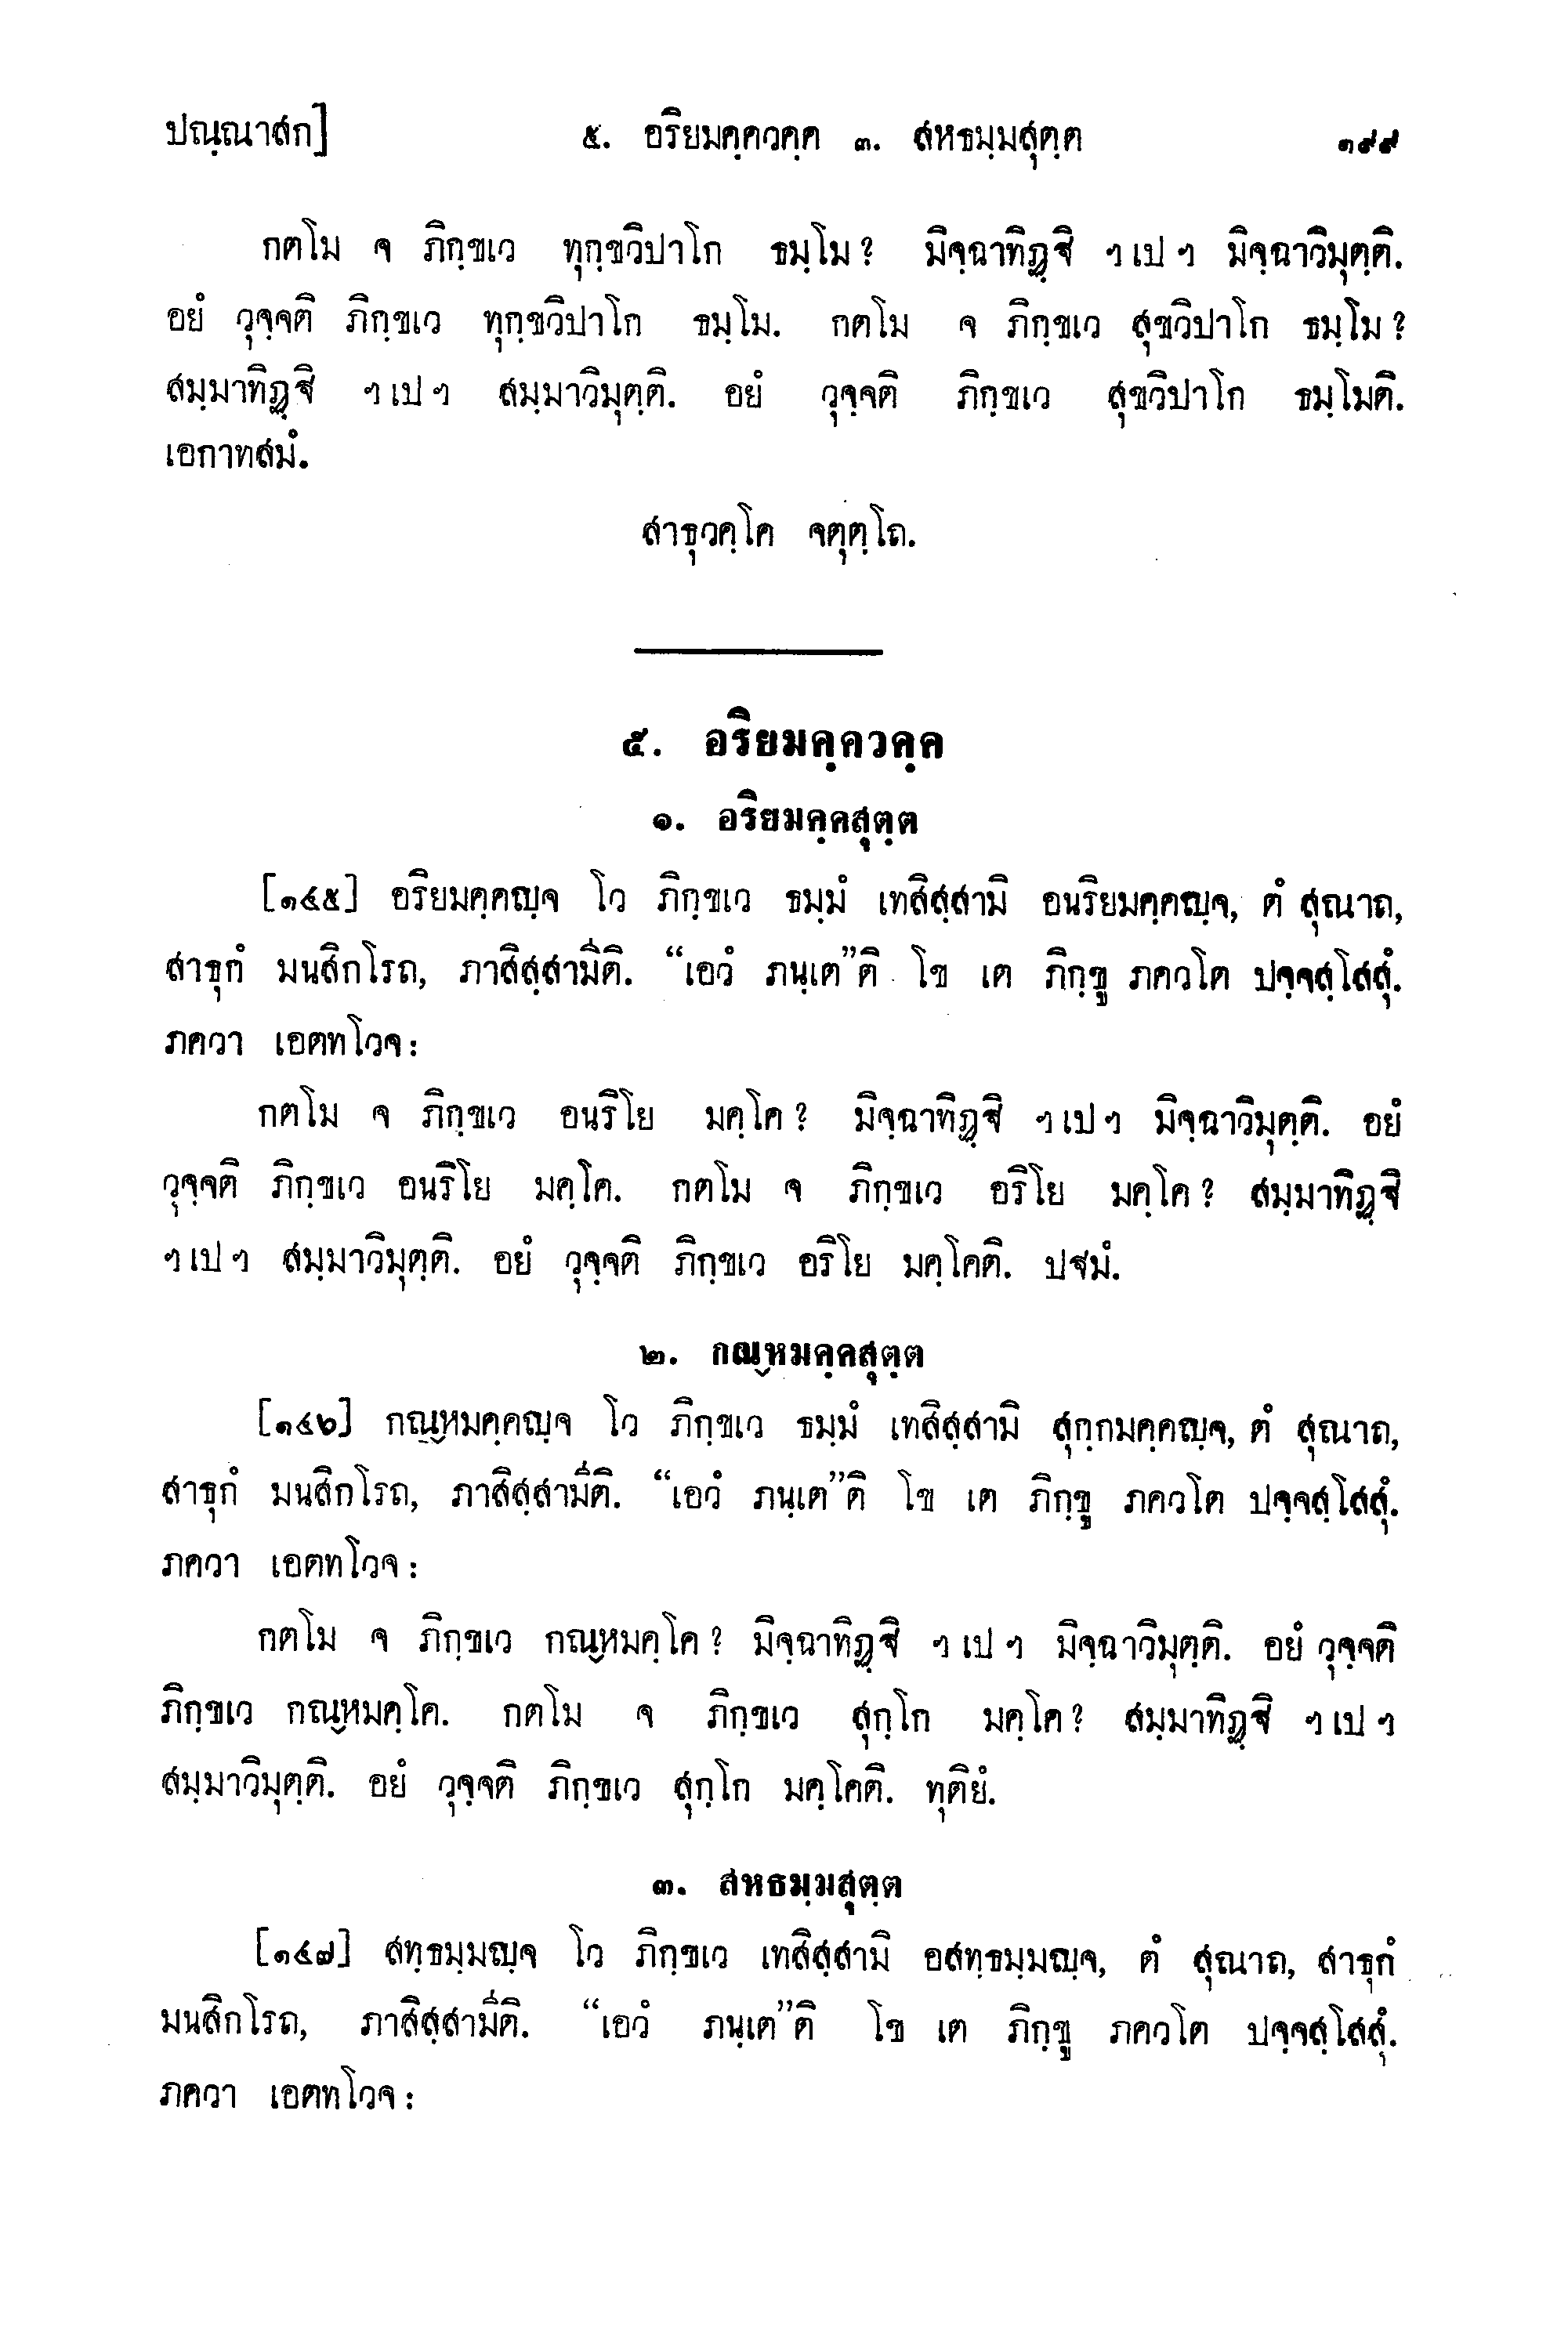 ปณฺณาสก]	๕. อริยมคฺควคฺค ๓. สหธมฺมสุตฺต	๑๙๙
กตโม จ ภิกฺขเว ทุกฺขวิปาโก ธมฺโม? มิจฺฉาทิฏฺฐิ ฯเปฯ มิจฺฉาวิมุตฺติ.
อยํ วุจฺจติ ภิกฺขเว ทุกฺขวิปาโก ธมฺโม. กตโม จ ภิกฺขเว สุขวิปาโก ธมฺโม?
สมฺมาทิฏฺฐิ ฯเปฯ สมฺมาวิมุตฺติ. อยํ วุจฺจติ ภิกฺขเว สุขวิปาโก ธมฺโมติ.
เอกาทสมํ.
สาธุวคฺโค จตุตฺโถ.
๕. อริยมคฺควคฺค
๑. อริยมคฺคสุตฺต
[๑๔๕] อริยมคฺคญฺจ โว ภิกฺขเว ธมฺมํ เทสิสฺสามิ อนริยมคฺคญฺจ, ตํ สุณาถ,
สาธุกํ มนสิกโรถ, ภาสิสฺสามีติ. “เอวํ ภนฺเต”ติ โข เต ภิกฺขู ภควโต ปจฺจสฺโสสุํ.
ภควา เอตทโวจ:
กตโม จ ภิกฺขเว อนริโย มคฺโค? มิจฺฉาทิฏฺฐิ ฯเปฯ มิจฺฉาวิมุตฺติ. อยํ
วุจฺจติ ภิกฺขเว อนริโย มคฺโค. กตโม จ ภิกฺขเว อริโย มคฺโค? สมฺมาทิฏฺฐิ
ฯเปฯ สมฺมาวิมุตฺติ. อยํ วุจฺจติ ภิกฺขเว อริโย มคฺโคติ. ปฐมํ.
๒. กณฺหมคฺคสุตฺต
[๑๔๖] กณฺหมคฺคญฺจ โว ภิกฺขเว ธมฺมํ เทสิสฺสามิ สุกฺกมคฺคญฺจ, ตํ สุณาถ,
สาธุกํ มนสิกโรถ, ภาสิสฺสามีติ. “เอวํ ภนฺเต”ติ โข เต ภิกฺขู ภควโต ปจฺจสฺโสสุํ.
ภควา เอตทโวจ:
กตโม จ ภิกฺขเว กณฺหมคฺโค? มิจฺฉาทิฏฺฐิ ฯเปฯ มิจฺฉาวิมุตฺติ. อยํ วุจฺจติ
ภิกฺขเว กณฺหมคฺโค. กตโม จ ภิกฺขเว สุกฺโก มคฺโค? สมฺมาทิฏฺฐิ ฯเปฯ
สมฺมาวิมุตฺติ. อยํ วุจฺจติ ภิกฺขเว สุกฺโก มคฺโคติ. ทุติยํ.
๓. สหธมฺมสุตฺต
[๑๔๗] สทฺธมฺมญฺจ โว ภิกฺขเว เทสิสฺสามิ อสทฺธมฺมญฺจ, ตํ สุณาถ, สาธุกํ
มนสิกโรถ, ภาสิสฺสามีติ. “เอวํ ภนฺเต”ติ โข เต ภิกฺขู ภควโต ปจฺจสฺโสสุํ.
ภควา เอตทโวจ: